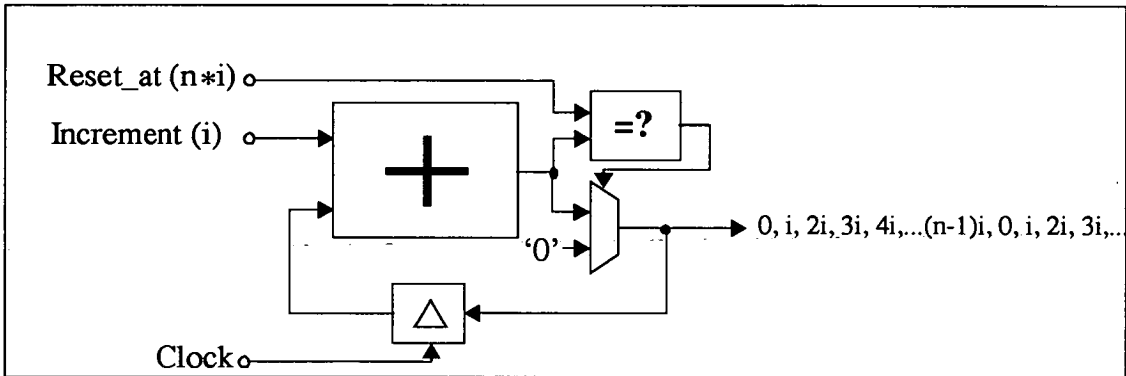 Reset_at (n*i)
Increment (i)
+
=?
0, i, 2i, 3i, 4i,...(n-1)i, 0, i, 2i, 3i,...
‘0’
△
Clock